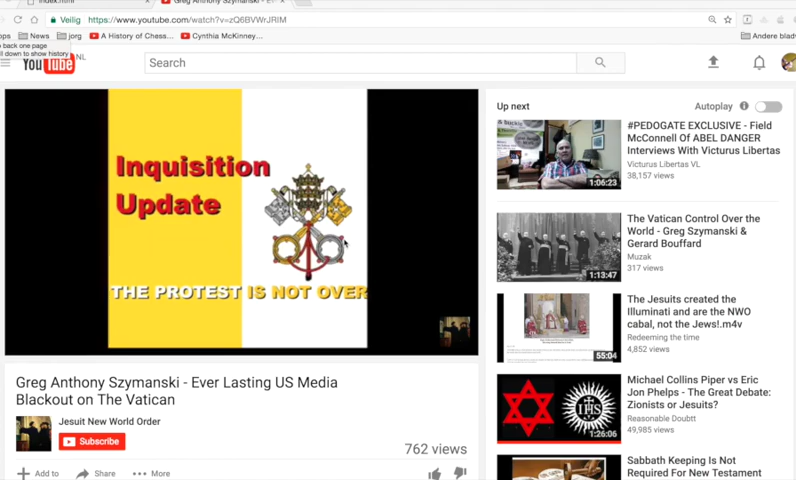 index.html
Greg Anthony Szymanski - E
Veilig
https://www.youtube.com/watch?v=zQ6BVWrJRIM
ops
News
jorg
A History of Chess...
Cynthia McKinney...
Andere blad
o back one page
ll down to show history
YouTube
NL
Search
Inquisition
Update
THE PROTEST IS NOT OVER
Greg Anthony Szymanski - Ever Lasting US Media
Blackout on The Vatican
Jesuit New World Order
Subscribe
762 views
Add to
Share
More
Up next
Autoplay
#PEDOGATE EXCLUSIVE - Field
McConnell Of ABEL DANGER
Interviews With Victurus Libertas
Victurus Libertas VL
38,157 views
1:06:23
The Vatican Control Over the
World - Greg Szymanski &
Gerard Bouffard
Muzak
317 views
1:13:47
The Jesuits created the
Illuminati and are the NWO
cabal, not the Jews!.m4v
Redeeming the time
4,852 views
55:04
Michael Collins Piper vs Eric
Jon Phelps - The Great Debate:
Zionists or Jesuits?
Reasonable Doubtt
49,985 views
IHS
1:26:06
Sabbath Keeping Is Not
Required For New Testament